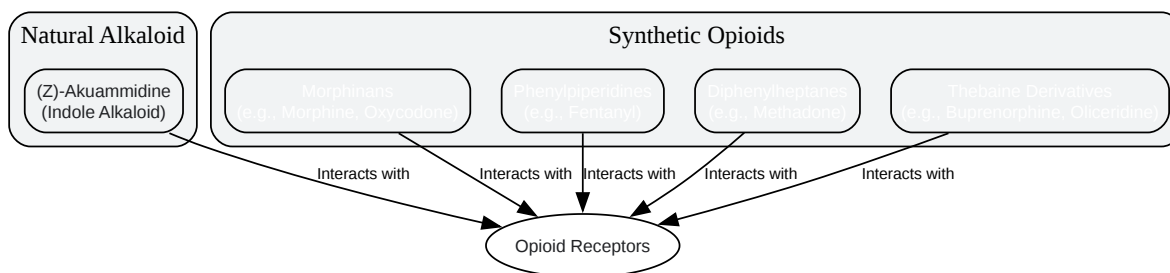 Natural Alkaloid
Synthetic Opioids
(Z)-Akuammidine
(Indole Alkaloid)
Morphinans
(e.g., Morphine, Oxycodone)
Phenylpiperidines
(e.g., Fentanyl)
Diphenylheptanes
(e.g., Methadone)
Thebaine Derivatives
(e.g., Buprenorphine, Oliceridine)
Interacts with
Interacts with
Interacts with
Interacts with
Interacts with
Opioid Receptors